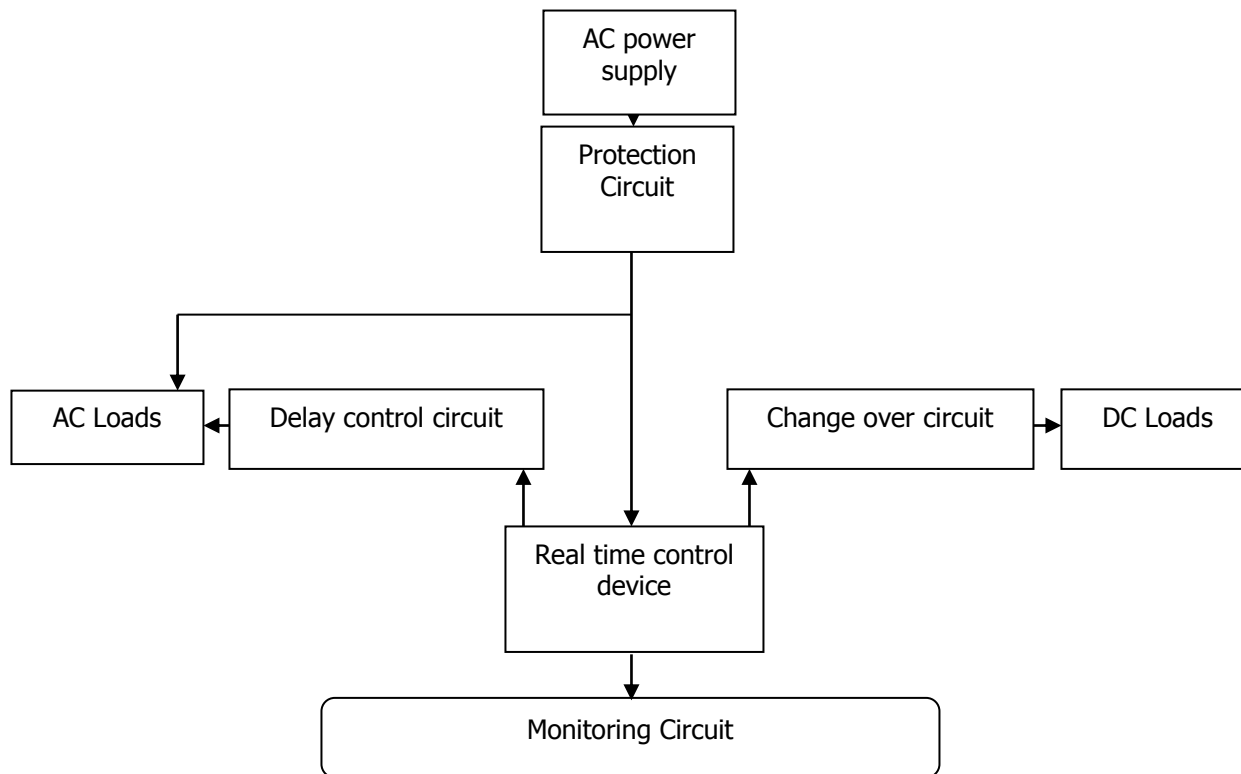 AC power
supply
Protection
Circuit
AC Loads
Delay control circuit
Change over circuit
DC Loads
Real time control
device
Monitoring Circuit